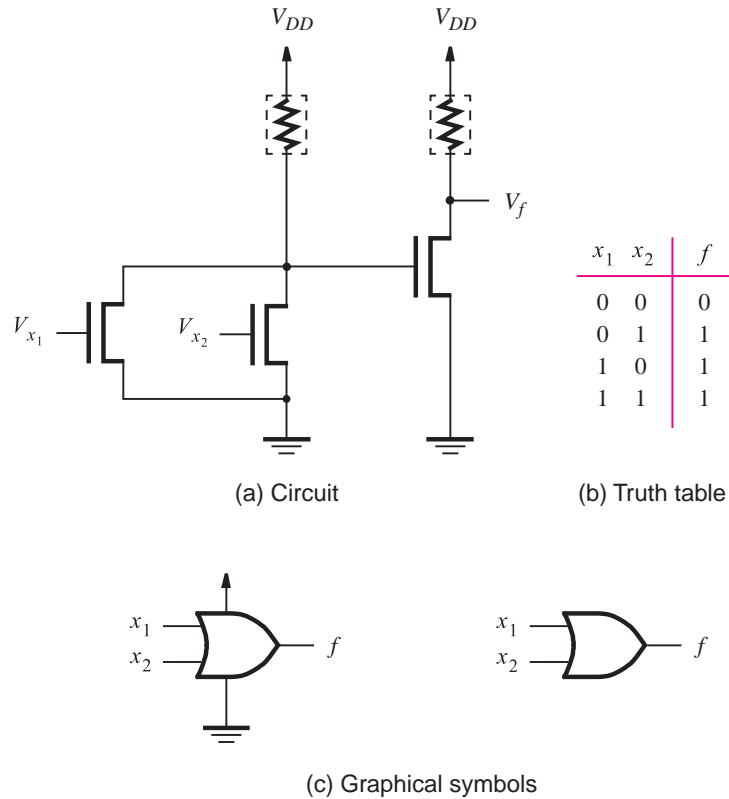 V_DD V_DD
V_f
V_x1 V_x2
x1 x2 f
0 0 0
0 1 1
1 0 1
1 1 1
(a) Circuit
(b) Truth table
x1
x2
f
x1
x2
f
(c) Graphical symbols